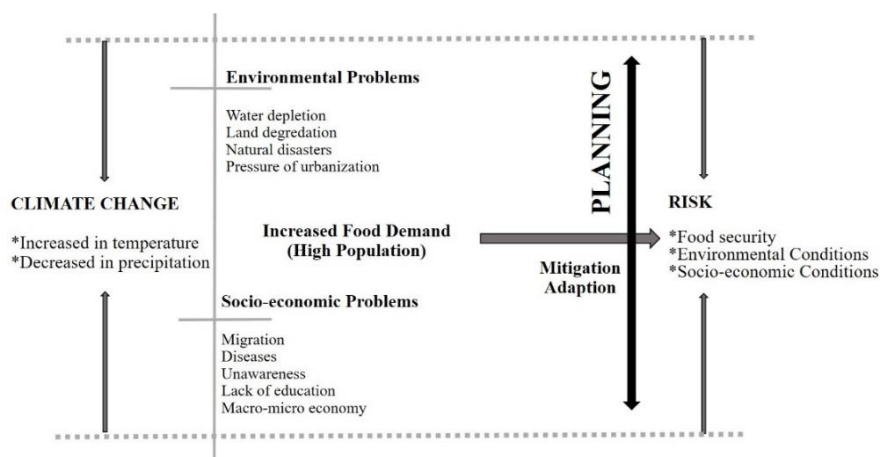 Environmental Problems
Water depletion
Land degredation
Natural disasters
Pressure of urbanization
CLIMATE CHANGE
*Increased in temperature
*Decreased in precipitation
Increased Food Demand
(High Population)
Socio-economic Problems
Migration
Diseases
Unawareness
Lack of education
Macro-micro economy
PLANNING
Mitigation
Adaption
RISK
*Food security
*Environmental Conditions
*Socio-economic Conditions